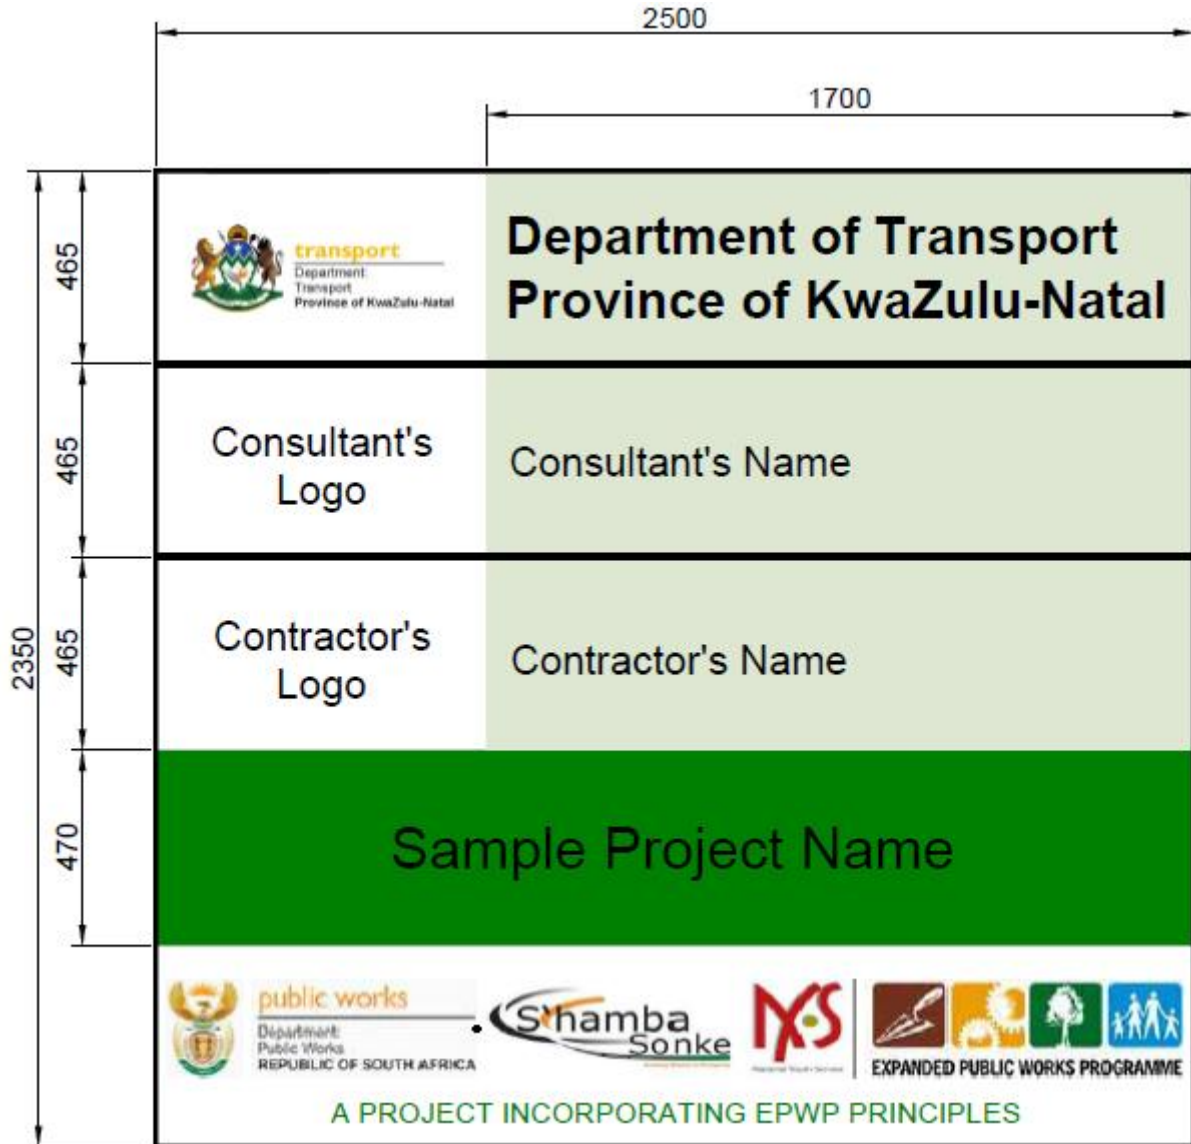 2500
1700
465
transport
Department:
Transport
Province of KwaZulu-Natal
Department of Transport
Province of KwaZulu-Natal
465
Consultant's
Logo
Consultant's Name
2350
465
Contractor's
Logo
Contractor's Name
470
Sample Project Name
public works
Department:
Public Works
REPUBLIC OF SOUTH AFRICA
S'hamba
Sonke
NYS
EXPANDED PUBLIC WORKS PROGRAMME
A PROJECT INCORPORATING EPWP PRINCIPLES